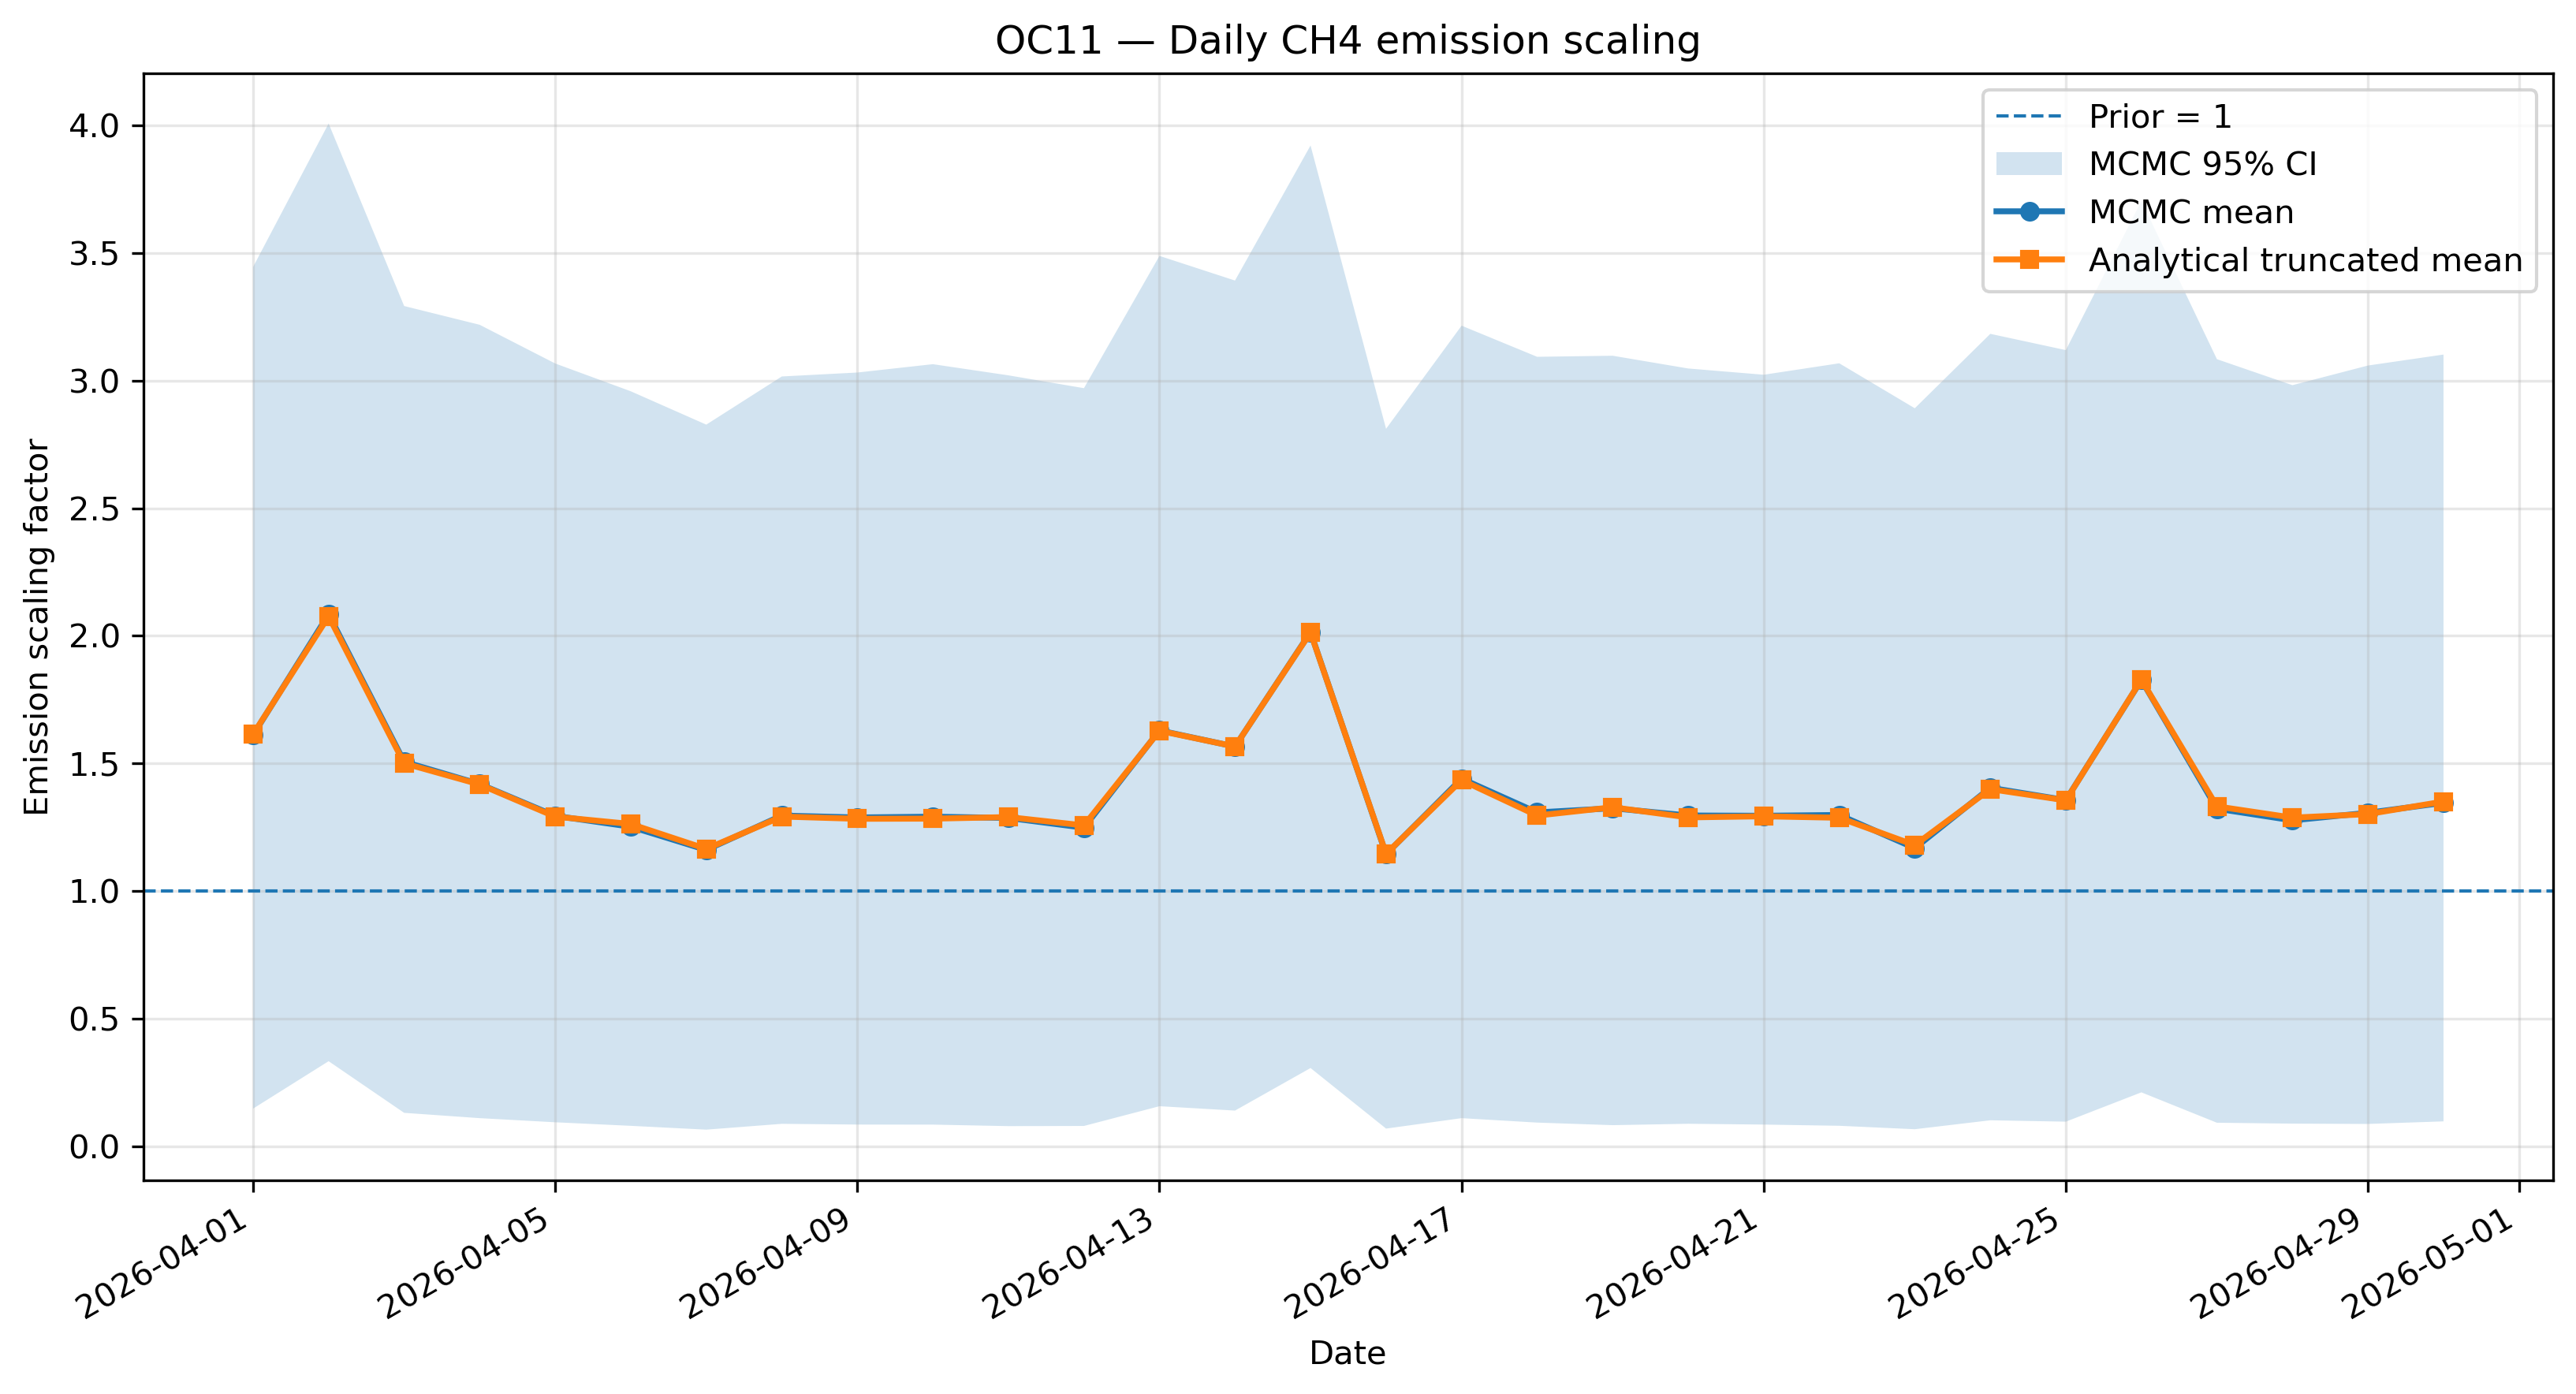 OC11 — Daily CH4 emission scaling
Prior = 1
MCMC 95% CI
MCMC mean
Analytical truncated mean
Emission scaling factor
4.0
3.5
3.0
2.5
2.0
1.5
1.0
0.5
0.0
2026-04-01
2026-04-05
2026-04-09
2026-04-13
2026-04-17
2026-04-21
2026-04-25
2026-04-29
2026-05-01
Date